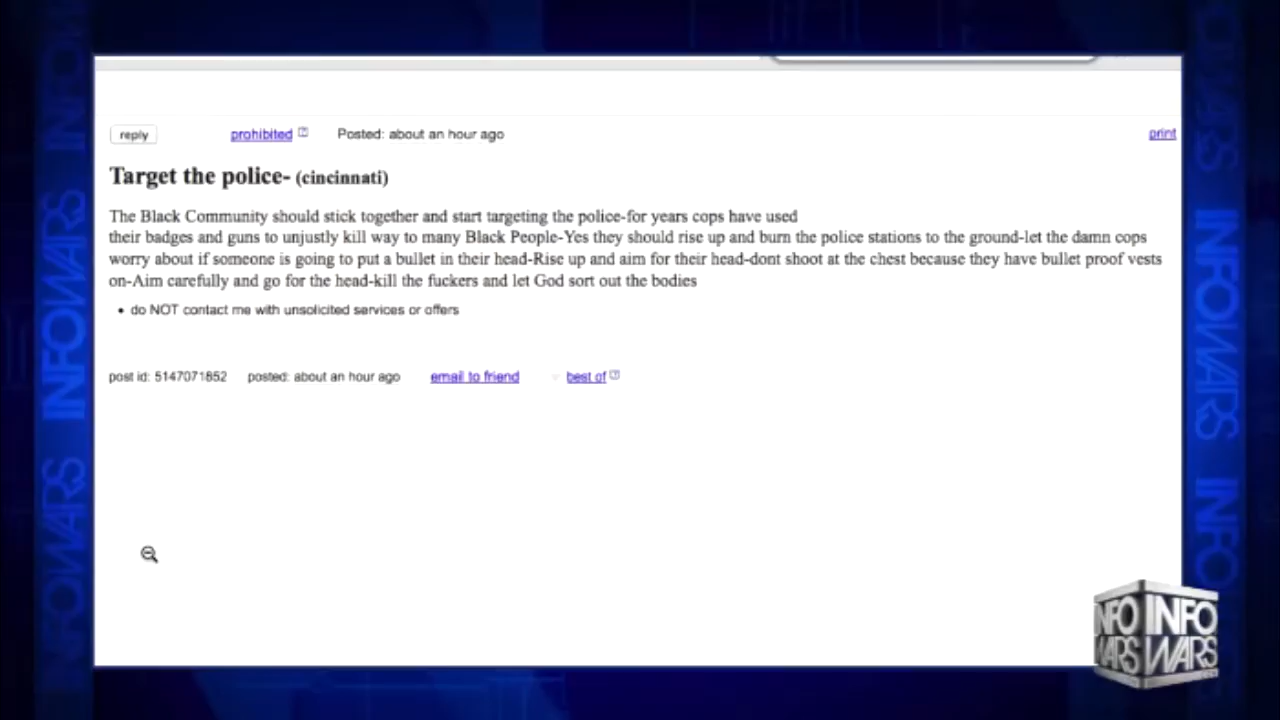 reply prohibited [?] Posted: about an hour ago print
Target the police- (cincinnati)
The Black Community should stick together and start targeting the police-for years cops have used
their badges and guns to unjustly kill way to many Black People-Yes they should rise up and burn the police stations to the ground-let the damn cops
worry about if someone is going to put a bullet in their head-Rise up and aim for their head-dont shoot at the chest because they have bullet proof vests
on-Aim carefully and go for the head-kill the fuckers and let God sort out the bodies
• do NOT contact me with unsolicited services or offers
post id: 5147071852 posted: about an hour ago email to friend best of [?]
INFOWARS
INFOWARS
INFOWARS
INFOWARS
INFOWARS
INFO
INFO INFO
WARS WARS